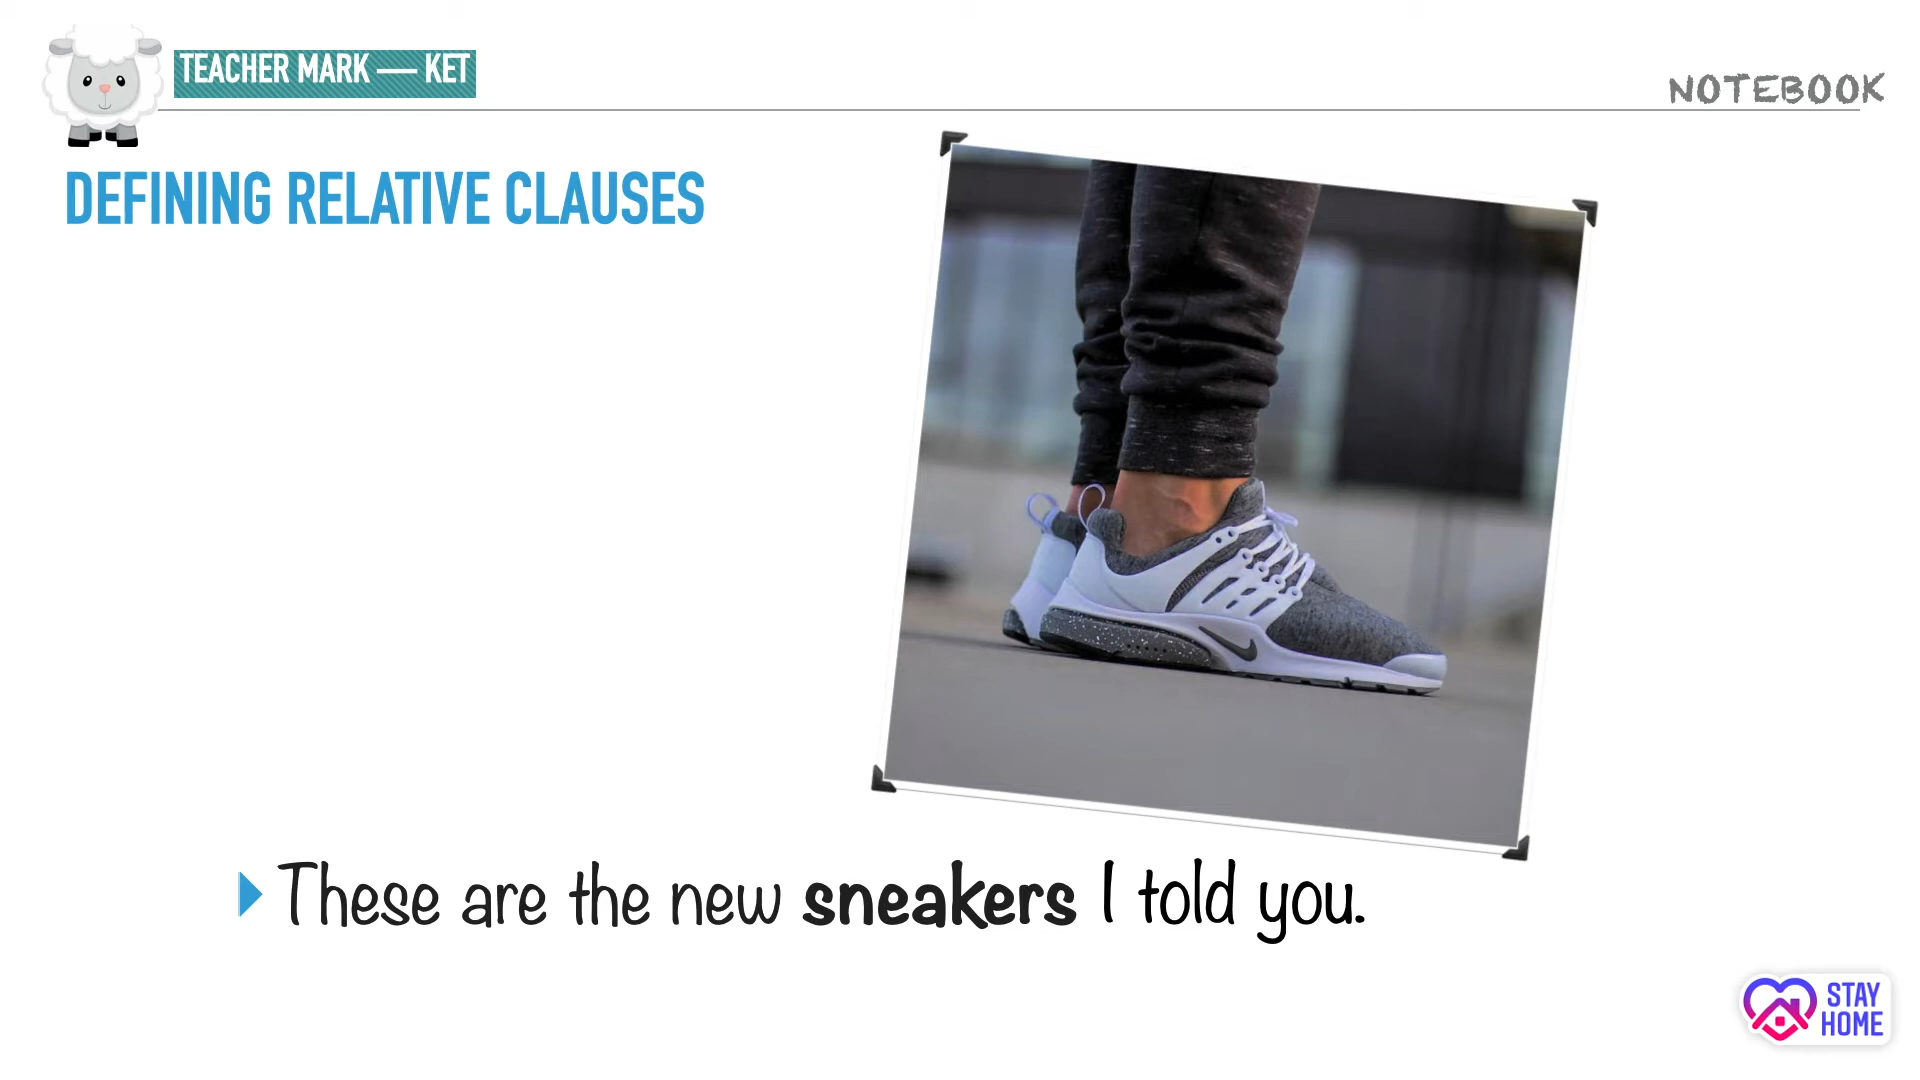 TEACHER MARK — KET
NOTEBOOK
DEFINING RELATIVE CLAUSES
These are the new sneakers I told you.
STAY
HOME